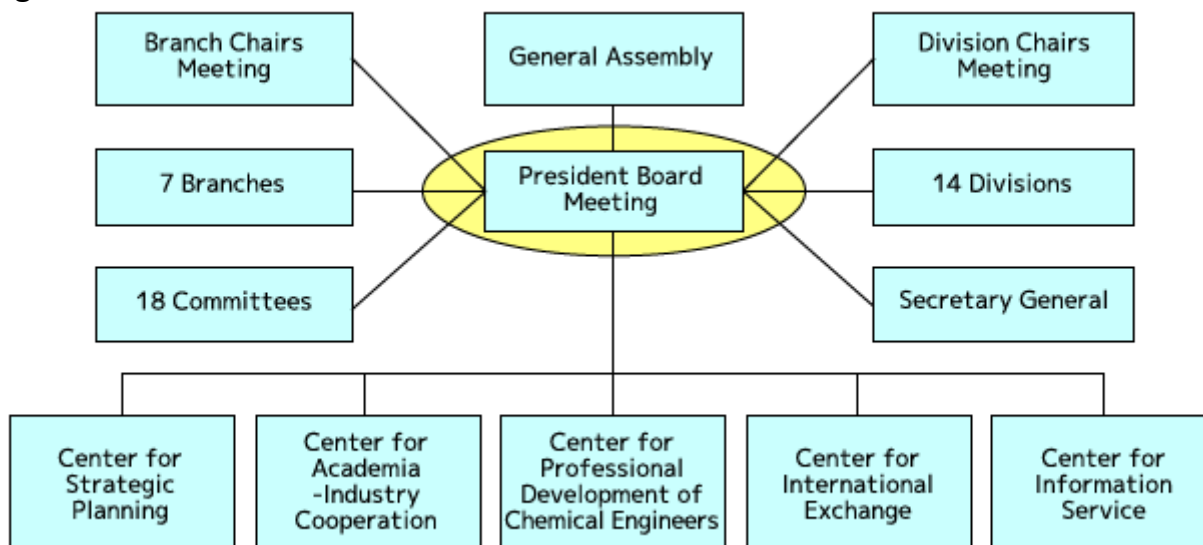 Branch Chairs
Meeting
General Assembly
Division Chairs
Meeting
7 Branches
President Board
Meeting
14 Divisions
18 Committees
Secretary General
Center for
Strategic
Planning
Center for
Academia
-Industry
Cooperation
Center for
Professional
Development of
Chemical Engineers
Center for
International
Exchange
Center for
Information
Service